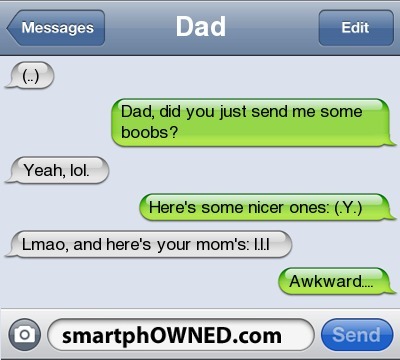 Messages Dad Edit
(..)
Dad, did you just send me some
boobs?
Yeah, lol.
Here's some nicer ones: (.Y.)
Lmao, and here's your mom's: l.l.l
Awkward....
smartphOWNED.com Send